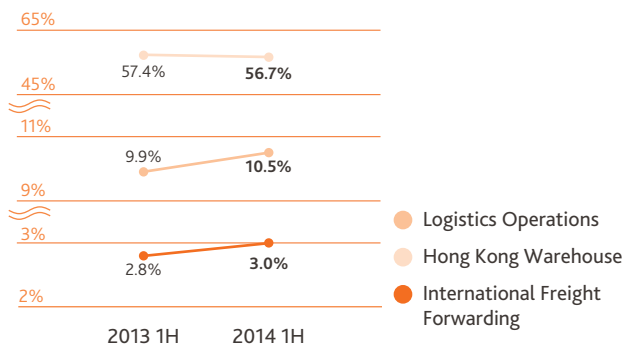 65%
57.4%
56.7%
45%
11%
9.9%
10.5%
9%
3%
2.8%
3.0%
2%
2013 1H
2014 1H
Logistics Operations
Hong Kong Warehouse
International Freight
Forwarding